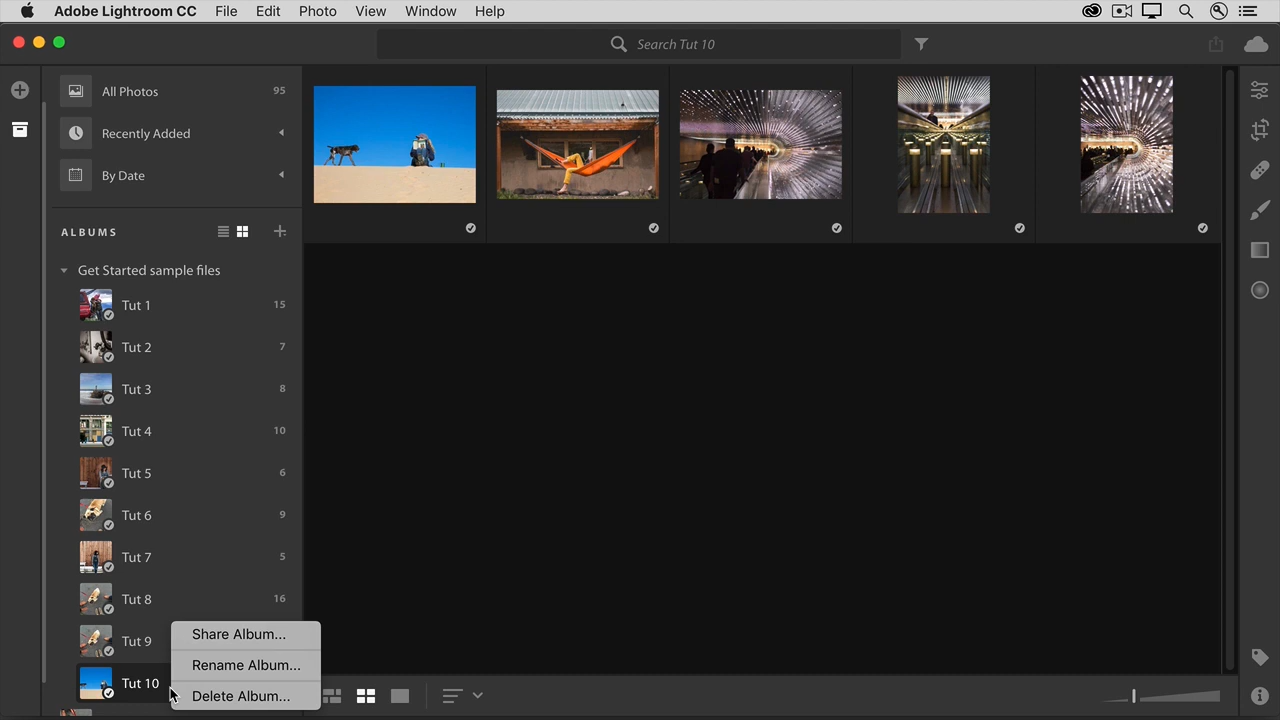 Adobe Lightroom CC File Edit Photo View Window Help
Search Tut 10
All Photos 95
Recently Added
By Date
ALBUMS
Get Started sample files
Tut 1 15
Tut 2 7
Tut 3 8
Tut 4 10
Tut 5 6
Tut 6 9
Tut 7 5
Tut 8 16
Tut 9
Tut 10
Share Album...
Rename Album...
Delete Album...